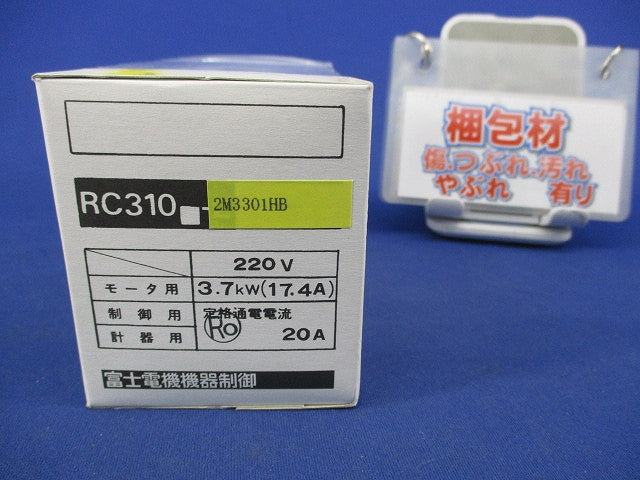 RC310□-2M3301HB
220V
モータ用 3.7kW(17.4A)
制御用 定格通電電流
計器用 Ro 20A
富士電機機器制御
梱包材
傷、つぶれ、汚れ
やぶれ 有り